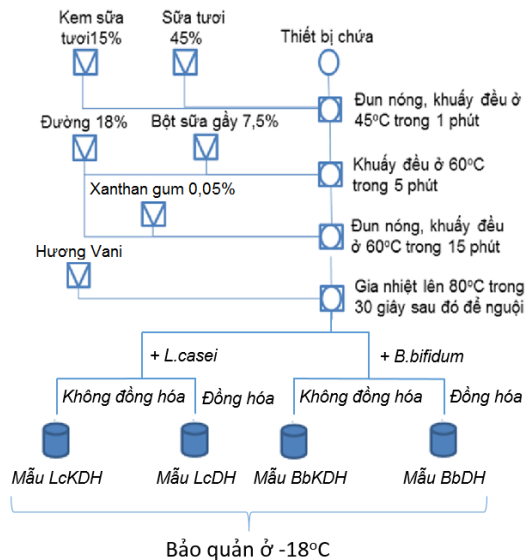 Kem sữa
tươi15%
Sữa tươi
45%
Thiết bị chứa
Đun nóng, khuấy đều ở
45°C trong 1 phút
Đường 18%
Bột sữa gầy 7,5%
Khuấy đều ở 60°C
trong 5 phút
Xanthan gum 0,05%
Đun nóng, khuấy đều
ở 60°C trong 15 phút
Hương Vani
Gia nhiệt lên 80°C trong
30 giây sau đó để nguội
+ L.casei
+ B.bifidum
Không đồng hóa
Đồng hóa
Không đồng hóa
Đồng hóa
Mẫu LcKDH
Mẫu LcDH
Mẫu BbKDH
Mẫu BbDH
Bảo quản ở -18°C